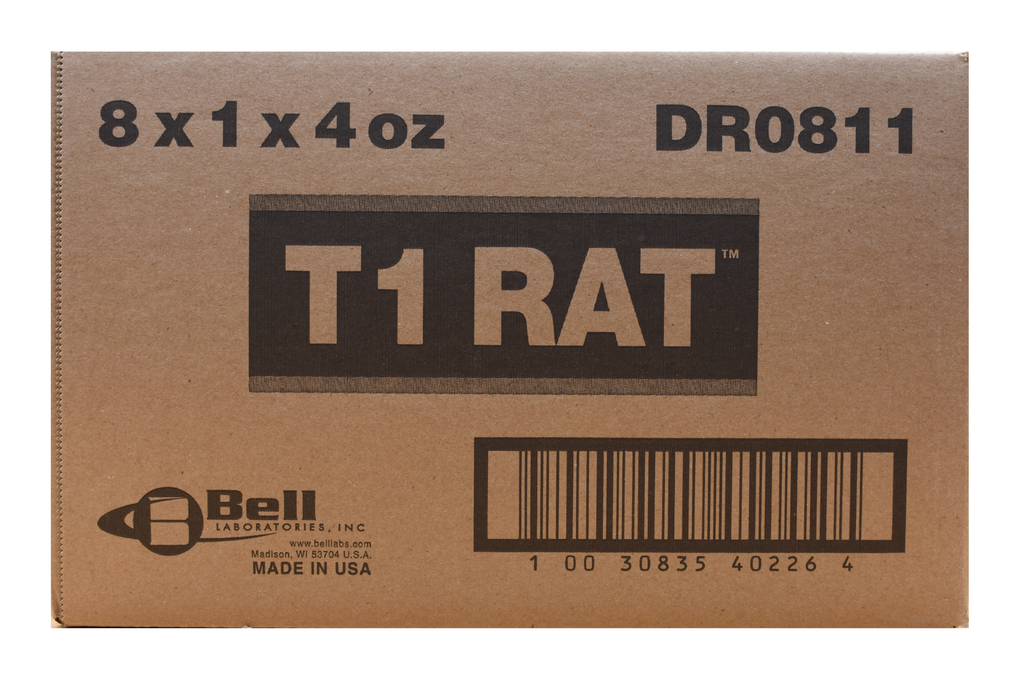 8 x 1 x 4 oz
DR0811
T1 RAT™
Bell
LABORATORIES, INC
www.belllabs.com
Madison, WI 53704 U.S.A.
MADE IN USA
1 00 30835 40226 4